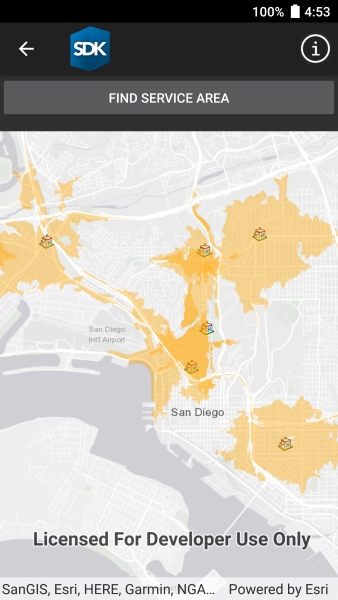 100% 4:53
SDK
FIND SERVICE AREA
San Diego
Int'l Airport
San Diego
Licensed For Developer Use Only
SanGIS, Esri, HERE, Garmin, NGA... Powered by Esri